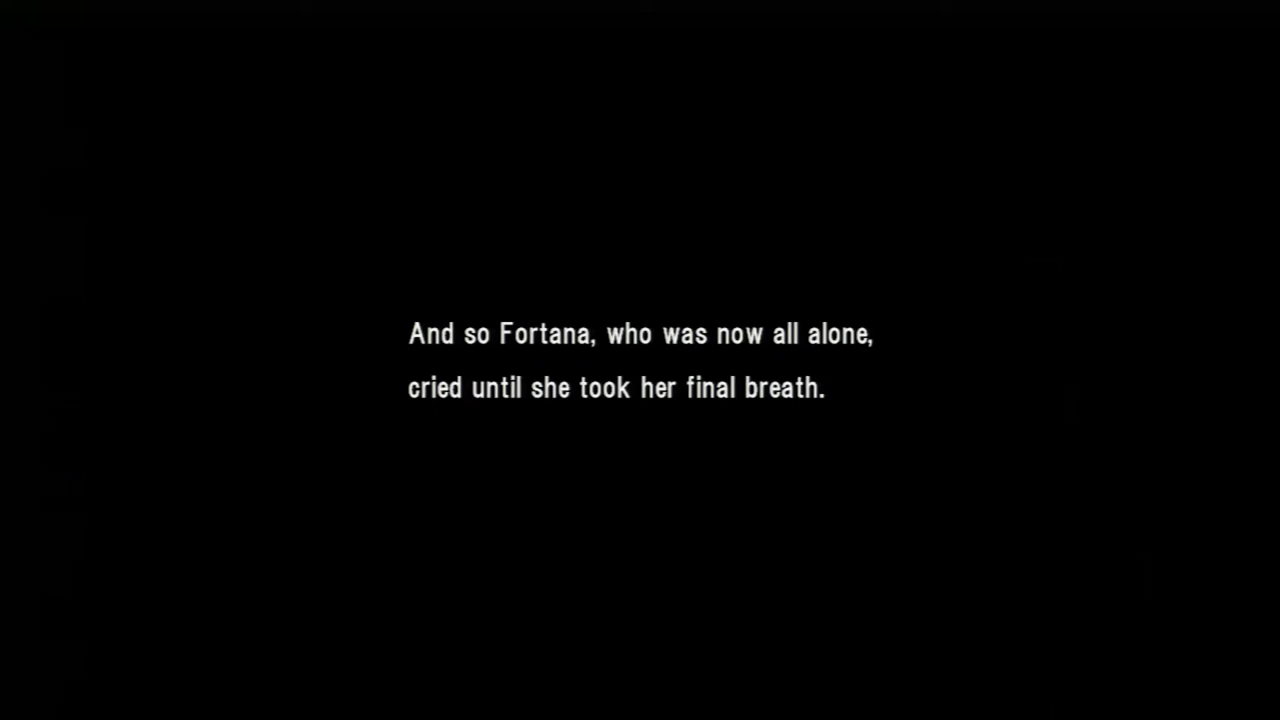 And so Fortana, who was now all alone,
cried until she took her final breath.